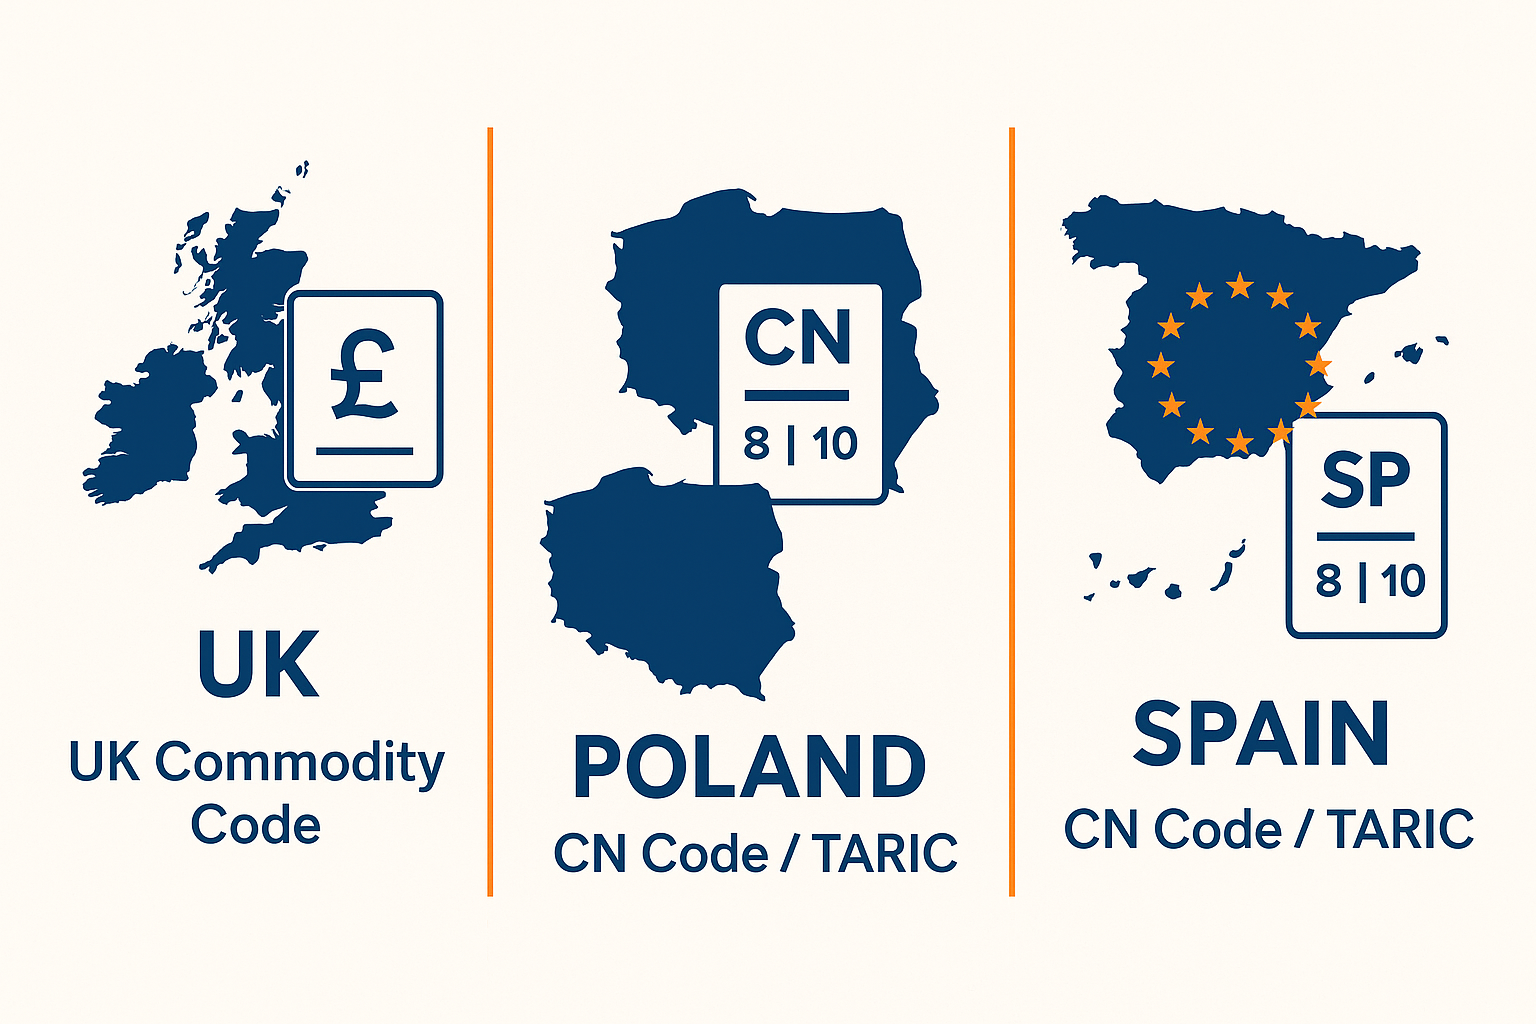 £
UK
UK Commodity
Code
CN
8 | 10
POLAND
CN Code / TARIC
SP
8 | 10
SPAIN
CN Code / TARIC